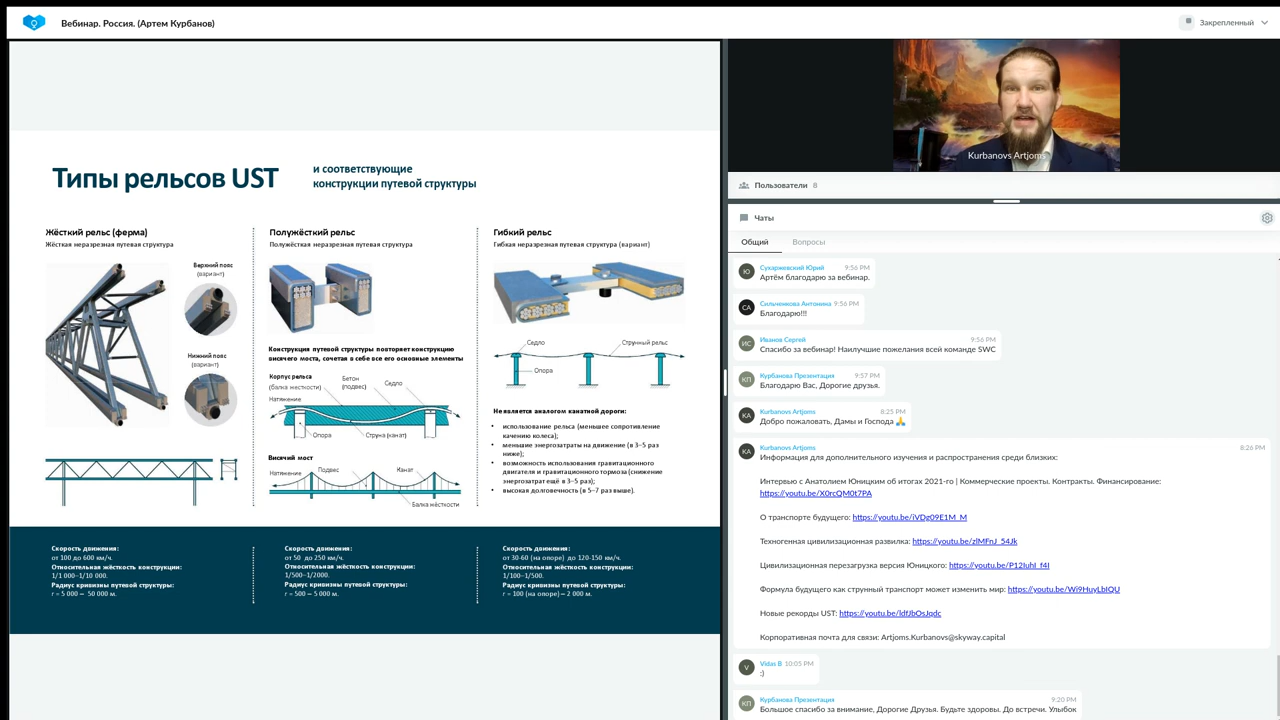 Вебинар. Россия. (Артем Курбанов)
Закрепленный
Типы рельсов UST
и соответствующие
конструкции путевой структуры
Жёсткий рельс (ферма)
Жёсткая неразрезная путевая структура
Верхний пояс
(вариант)
Нижний пояс
(вариант)
Полужёсткий рельс
Полужёсткая неразрезная путевая структура
Конструкция путевой структуры повторяет конструкцию
висячего моста, сочетая в себе все его основные элементы
Корпус рельса
(балка жесткости)
Бетон
(подвес)
Седло
Натяжение
Опора
Струна (канат)
Висячий мост
Натяжение
Подвес
Канат
Балка жёсткости
Гибкий рельс
Гибкая неразрезная путевая структура (вариант)
Седло
Струнный рельс
Опора
Не является аналогом канатной дороги:
• использование рельса (меньшее сопротивление
качению колеса);
• меньшие энергозатраты на движение (в 3–5 раз
ниже);
• возможность использования гравитационного
двигателя и гравитационного тормоза (снижение
энергозатрат ещё в 3–5 раз);
• высокая долговечность (в 5–7 раз выше).
Скорость движения:
от 100 до 600 км/ч.
Относительная жёсткость конструкции:
1/1 000–1/10 000.
Радиус кривизны путевой структуры:
r = 5 000 – 50 000 м.
Скорость движения:
от 50 до 250 км/ч.
Относительная жёсткость конструкции:
1/500–1/2000.
Радиус кривизны путевой структуры:
r = 500 – 5 000 м.
Скорость движения:
от 30-60 (на опоре) до 120-150 км/ч.
Относительная жёсткость конструкции:
1/100–1/500.
Радиус кривизны путевой структуры:
r = 100 (на опоре) – 2 000 м.
Kurbanovs Artjoms
Пользователи 8
Чаты
Общий Вопросы
Ю Сухаржевский Юрий 9:56 PM
Артём благодарю за вебинар.
СА Сильченкова Антонина 9:56 PM
Благодарю!!!
ИС Иванов Сергей 9:56 PM
Спасибо за вебинар! Наилучшие пожелания всей команде SWC
КП Курбанова Презентация 9:57 PM
Благодарю Вас, Дорогие друзья.
KA Kurbanovs Artjoms 8:25 PM
Добро пожаловать, Дамы и Господа 🙏
KA Kurbanovs Artjoms 8:26 PM
Информация для дополнительного изучения и распространения среди близких:
Интервью с Анатолием Юницким об итогах 2021-го | Коммерческие проекты. Контракты. Финансирование:
https://youtu.be/X0rcQM0t7PA
О транспорте будущего: https://youtu.be/iVDg09E1M_M
Техногенная цивилизационная развилка: https://youtu.be/zlMFnJ_54Jk
Цивилизационная перезагрузка версия Юницкого: https://youtu.be/P12IuhI_f4I
Формула будущего как струнный транспорт может изменить мир: https://youtu.be/Wi9HuyLbIQU
Новые рекорды UST: https://youtu.be/ldfJbOsJqdc
Корпоративная почта для связи: Artjoms.Kurbanovs@skyway.capital
V Vidas B 10:05 PM
:)
КП Курбанова Презентация 9:20 PM
Большое спасибо за внимание, Дорогие Друзья. Будьте здоровы. До встречи. Улыбок